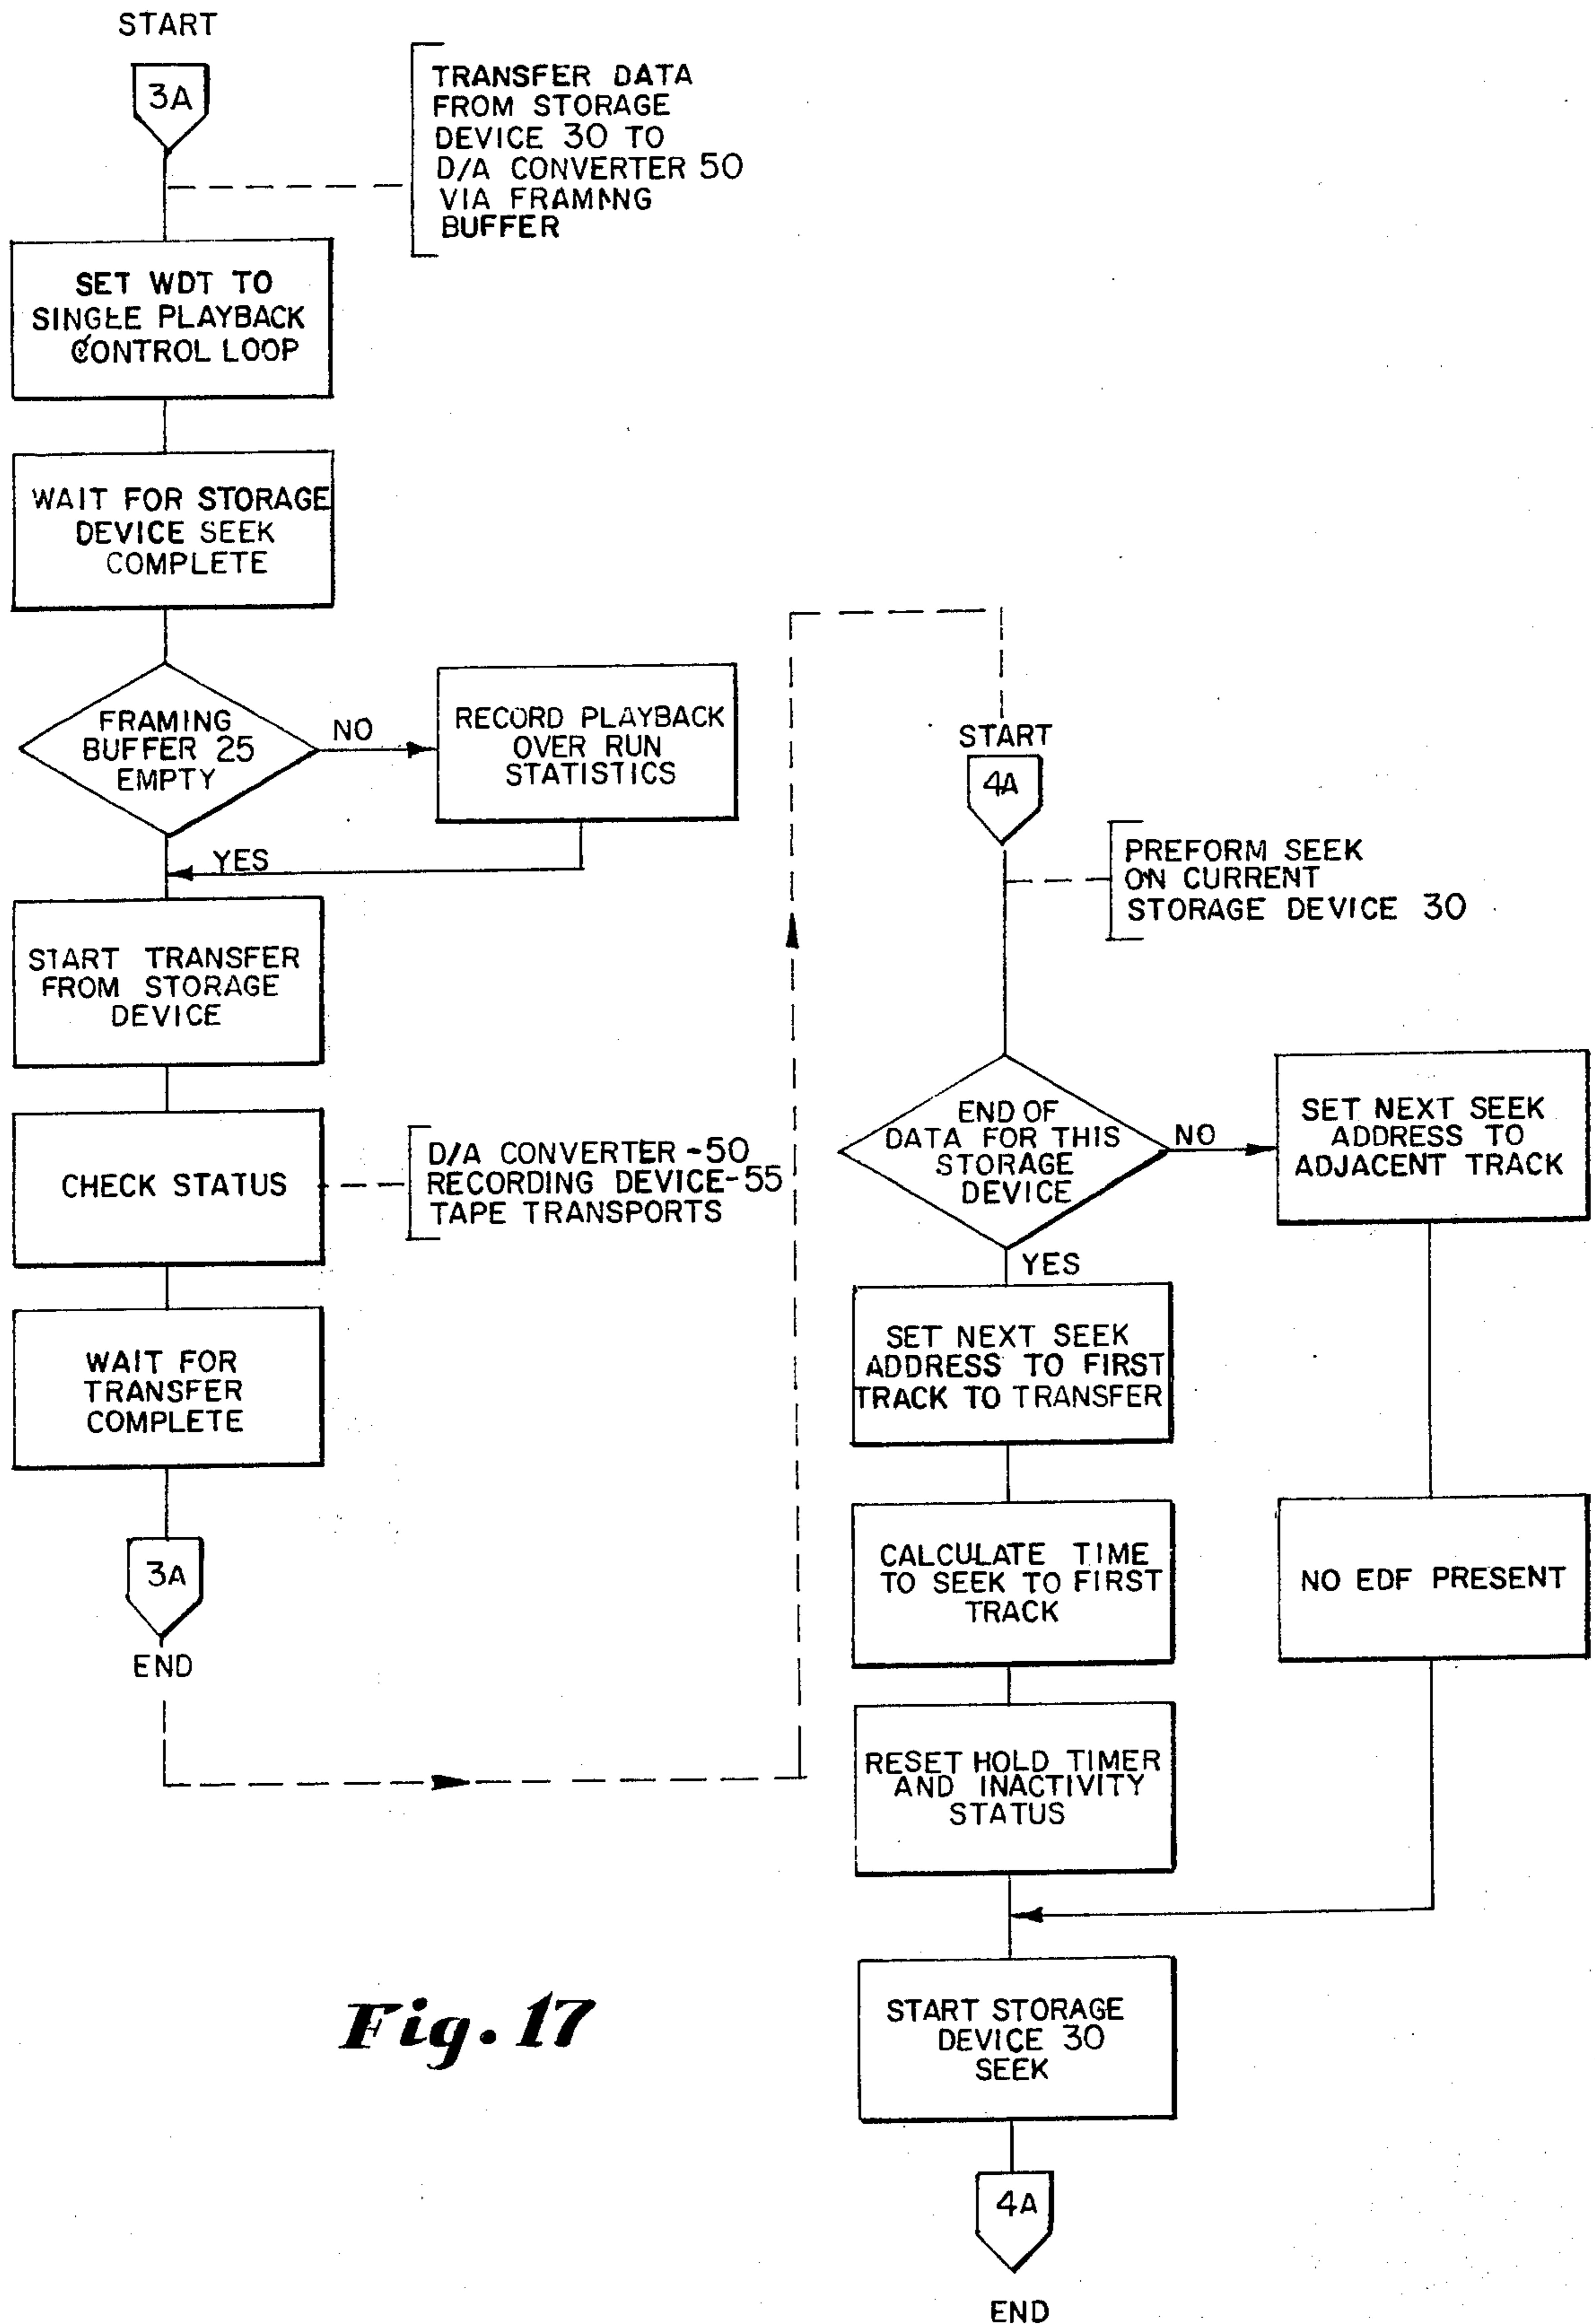 START
3A
TRANSFER DATA
FROM STORAGE
DEVICE 30 TO
D/A CONVERTER 50
VIA FRAMING
BUFFER
SET WDT TO
SINGLE PLAYBACK
CONTROL LOOP
WAIT FOR STORAGE
DEVICE SEEK
COMPLETE
FRAMING
BUFFER 25
EMPTY
NO
RECORD PLAYBACK
OVER RUN
STATISTICS
YES
START TRANSFER
FROM STORAGE
DEVICE
CHECK STATUS
D/A CONVERTER -50
RECORDING DEVICE-55
TAPE TRANSPORTS
WAIT FOR
TRANSFER
COMPLETE
3A
END
START
4A
PREFORM SEEK
ON CURRENT
STORAGE DEVICE 30
END OF
DATA FOR THIS
STORAGE
DEVICE
NO
SET NEXT SEEK
ADDRESS TO
ADJACENT TRACK
YES
SET NEXT SEEK
ADDRESS TO FIRST
TRACK TO TRANSFER
CALCULATE TIME
TO SEEK TO FIRST
TRACK
NO EDF PRESENT
RESET HOLD TIMER
AND INACTIVITY
STATUS
START STORAGE
DEVICE 30
SEEK
4A
END
Fig. 17